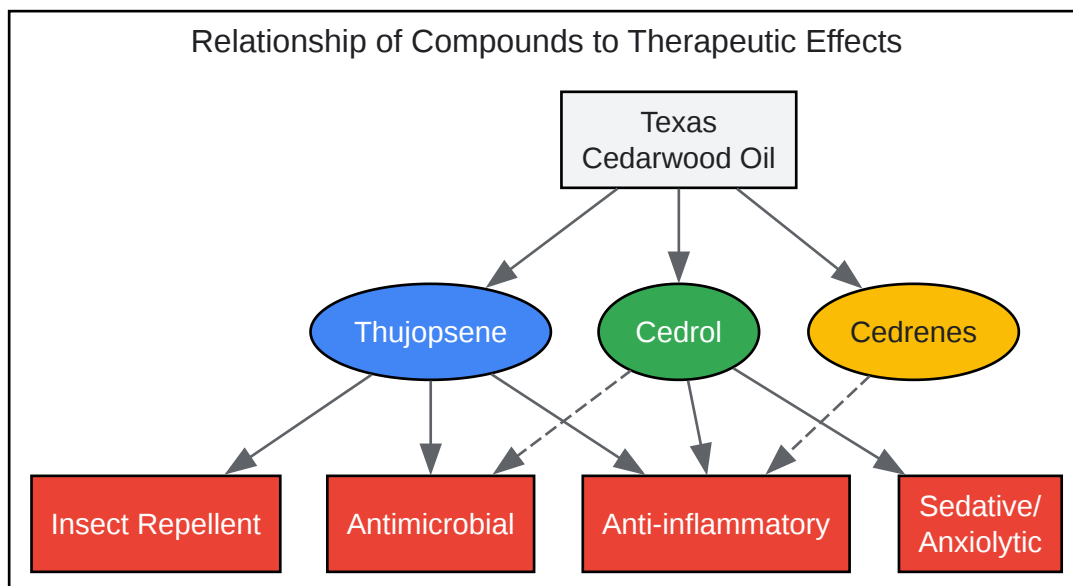 Relationship of Compounds to Therapeutic Effects
Texas
Cedarwood Oil
Thujopsene
Cedrol
Cedrenes
Insect Repellent
Antimicrobial
Anti-inflammatory
Sedative/
Anxiolytic